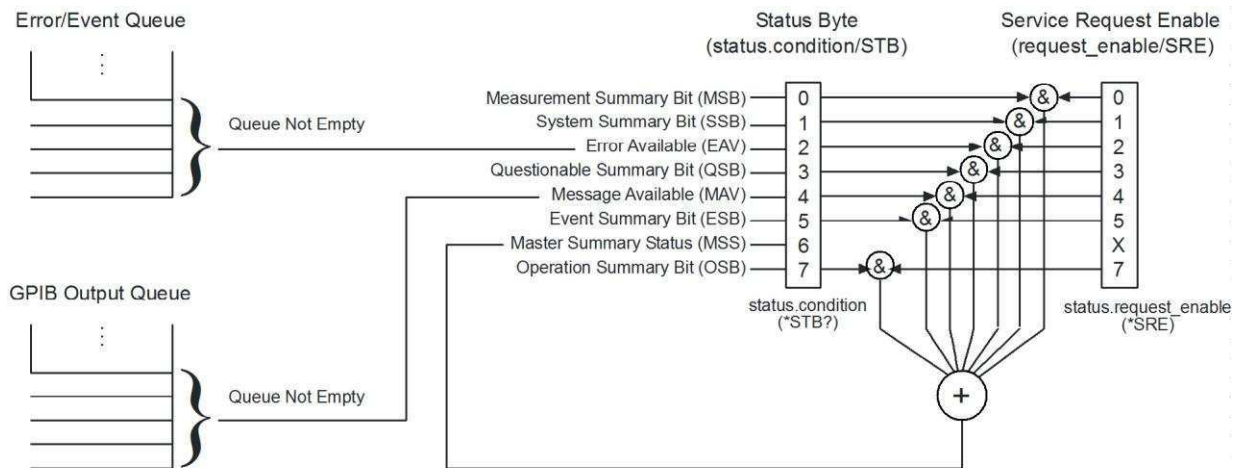 Error/Event Queue
Status Byte
(status.condition/STB)
Service Request Enable
(request_enable/SRE)
Queue Not Empty
Measurement Summary Bit (MSB)
System Summary Bit (SSB)
Error Available (EAV)
Questionable Summary Bit (QSB)
Message Available (MAV)
Event Summary Bit (ESB)
Master Summary Status (MSS)
Operation Summary Bit (OSB)
0
1
2
3
4
5
6
7
&
&
&
&
&
&
&
0
1
2
3
4
5
X
7
status.condition
(*STB?)
status.request_enable
(*SRE)
+
GPIB Output Queue
Queue Not Empty